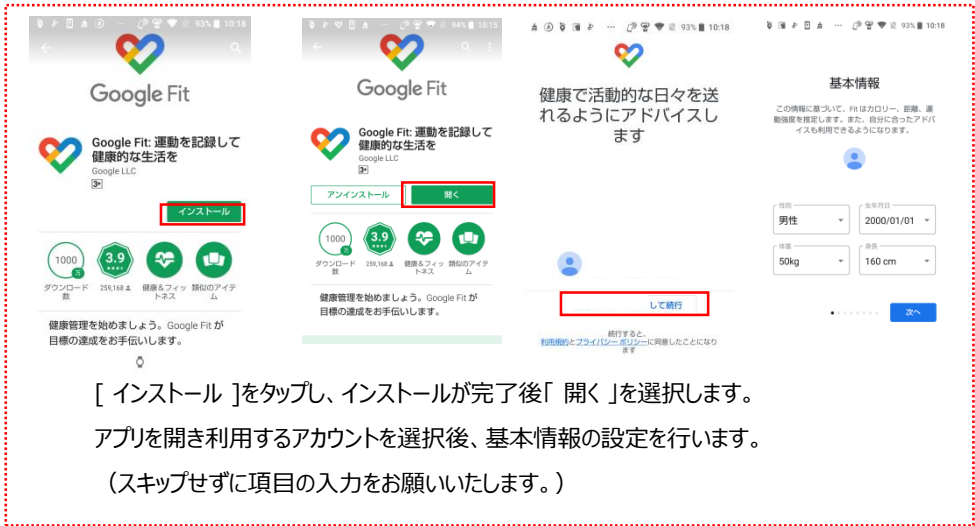 93% 10:18
Google Fit
Google Fit: 運動を記録して
健康的な生活を
Google LLC
3+
インストール
1000
万
3.9
ダウンロード
数
259,168
健康＆フィッ
トネス
類似のアイテ
ム
健康管理を始めましょう。Google Fit が
目標の達成をお手伝いします。
94% 10:15
Google Fit
Google Fit: 運動を記録して
健康的な生活を
Google LLC
3+
アンインストール
開く
1000
万
3.9
ダウンロード
数
259,168
健康＆フィッ
トネス
類似のアイテ
ム
健康管理を始めましょう。Google Fit が
目標の達成をお手伝いします。
… 93% 10:18
健康で活動的な日々を送
れるようにアドバイスし
ます
して続行
続行すると、
利用規約とプライバシー ポリシーに同意したことになり
ます
… 93% 10:18
基本情報
この情報に基づいて、Fit はカロリー、距離、運
動強度を推定します。また、自分に合ったアドバ
イスも利用できるようになります。
性別
男性
生年月日
2000/01/01
体重
50kg
身長
160 cm
次へ
[ インストール ]をタップし、インストールが完了後「 開く 」を選択します。
アプリを開き利用するアカウントを選択後、基本情報の設定を行います。
（スキップせずに項目の入力をお願いいたします。）